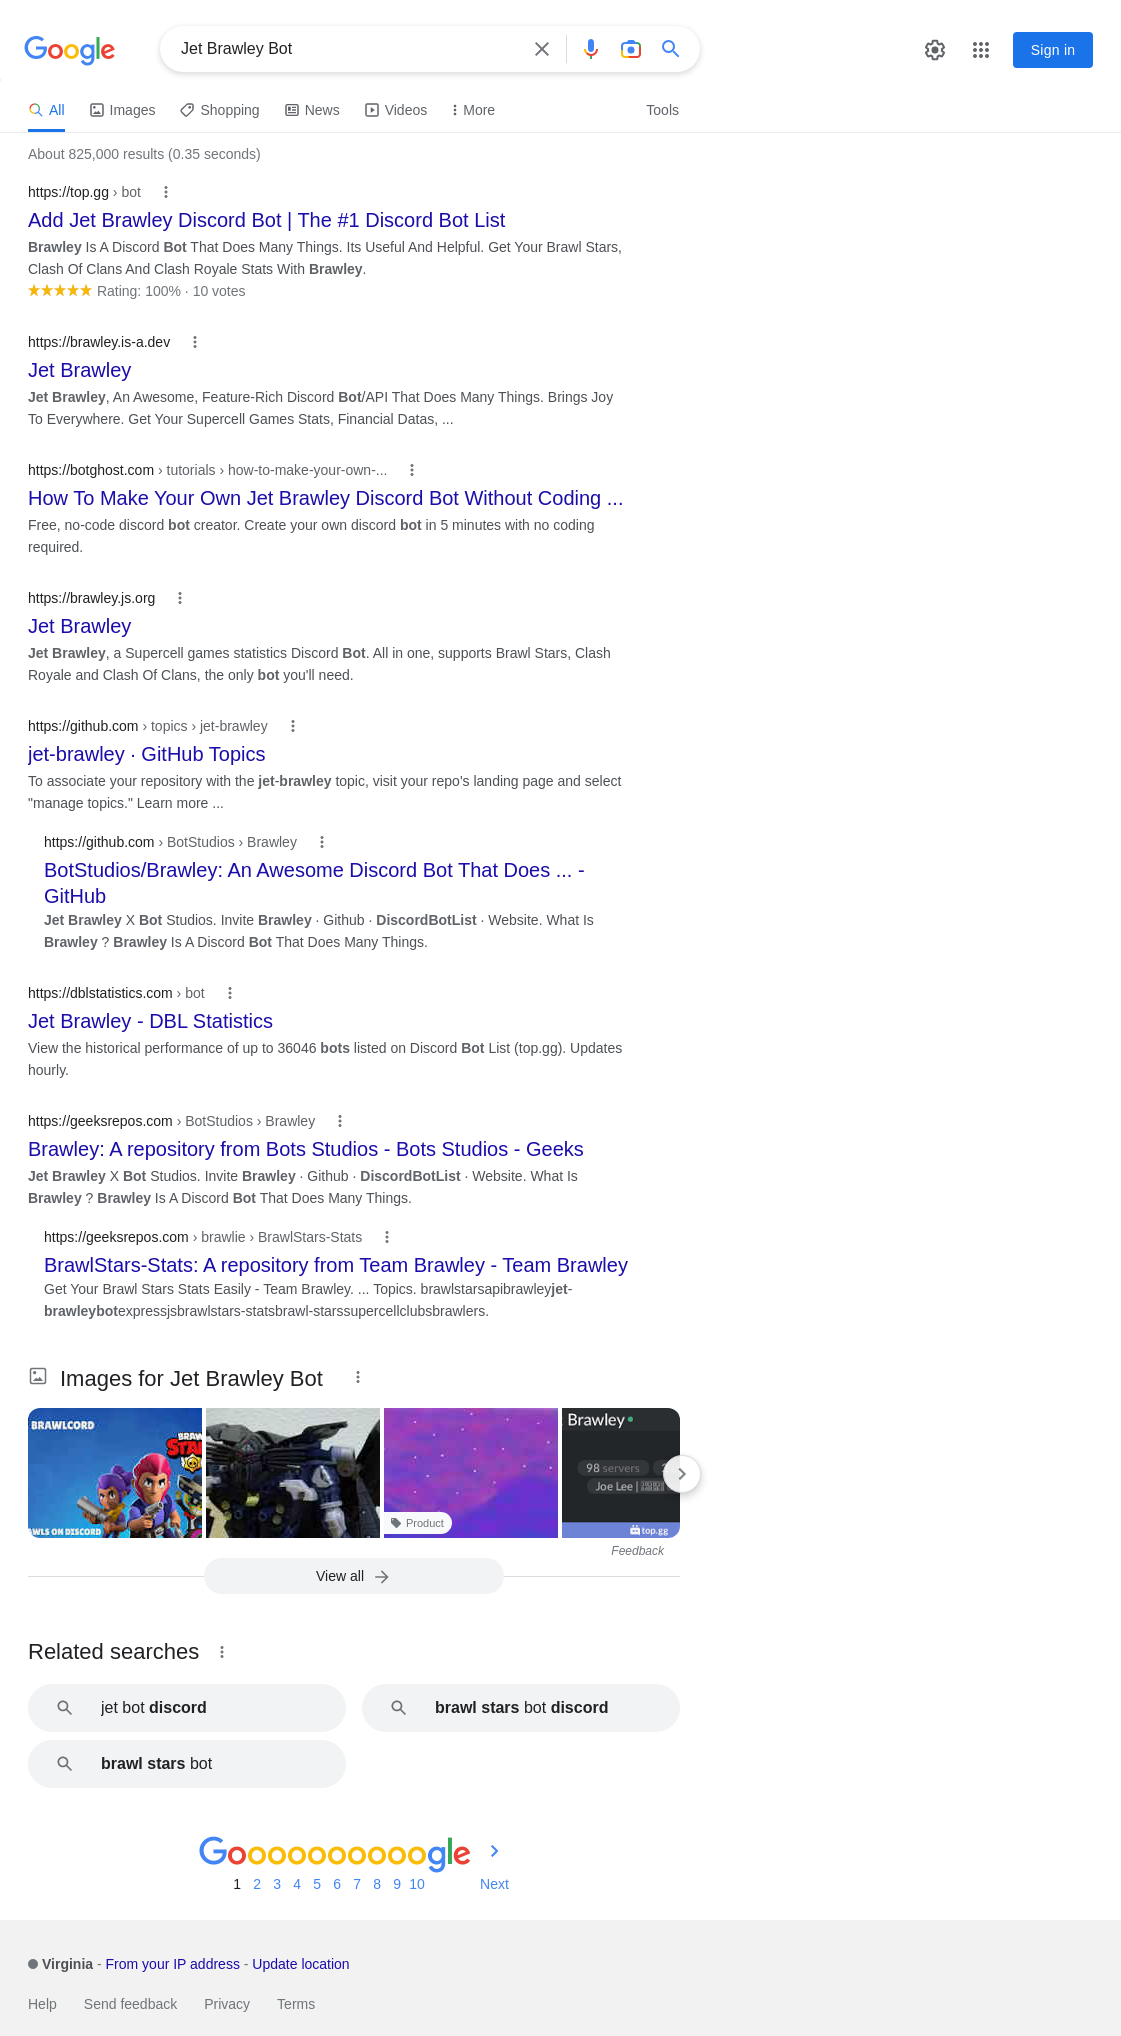 Google
Jet Brawley Bot
Sign in
All
Images
Shopping
News
Videos
More
Tools
About 825,000 results (0.35 seconds)
https://top.gg › bot
Add Jet Brawley Discord Bot | The #1 Discord Bot List
Brawley Is A Discord Bot That Does Many Things. Its Useful And Helpful. Get Your Brawl Stars,
Clash Of Clans And Clash Royale Stats With Brawley.
Rating: 100% · 10 votes
https://brawley.is-a.dev
Jet Brawley
Jet Brawley, An Awesome, Feature-Rich Discord Bot/API That Does Many Things. Brings Joy
To Everywhere. Get Your Supercell Games Stats, Financial Datas, ...
https://botghost.com › tutorials › how-to-make-your-own-...
How To Make Your Own Jet Brawley Discord Bot Without Coding ...
Free, no-code discord bot creator. Create your own discord bot in 5 minutes with no coding
required.
https://brawley.js.org
Jet Brawley
Jet Brawley, a Supercell games statistics Discord Bot. All in one, supports Brawl Stars, Clash
Royale and Clash Of Clans, the only bot you'll need.
https://github.com › topics › jet-brawley
jet-brawley · GitHub Topics
To associate your repository with the jet-brawley topic, visit your repo's landing page and select
"manage topics." Learn more ...
https://github.com › BotStudios › Brawley
BotStudios/Brawley: An Awesome Discord Bot That Does ... -
GitHub
Jet Brawley X Bot Studios. Invite Brawley · Github · DiscordBotList · Website. What Is
Brawley ? Brawley Is A Discord Bot That Does Many Things.
https://dblstatistics.com › bot
Jet Brawley - DBL Statistics
View the historical performance of up to 36046 bots listed on Discord Bot List (top.gg). Updates
hourly.
https://geeksrepos.com › BotStudios › Brawley
Brawley: A repository from Bots Studios - Bots Studios - Geeks
Jet Brawley X Bot Studios. Invite Brawley · Github · DiscordBotList · Website. What Is
Brawley ? Brawley Is A Discord Bot That Does Many Things.
https://geeksrepos.com › brawlie › BrawlStars-Stats
BrawlStars-Stats: A repository from Team Brawley - Team Brawley
Get Your Brawl Stars Stats Easily - Team Brawley. ... Topics. brawlstarsapibrawleyjet-
brawleybotexpressjsbrawlstars-statsbrawl-starssupercellclubsbrawlers.
Images for Jet Brawley Bot
BRAWLCORD
AWLS ON DISCORD
Product
Brawley
98 servers
Joe Lee |
top.gg
Feedback
View all
Related searches
jet bot discord
brawl stars bot discord
brawl stars bot
Goooooooooogle
1 2 3 4 5 6 7 8 9 10 Next
Virginia - From your IP address - Update location
Help Send feedback Privacy Terms